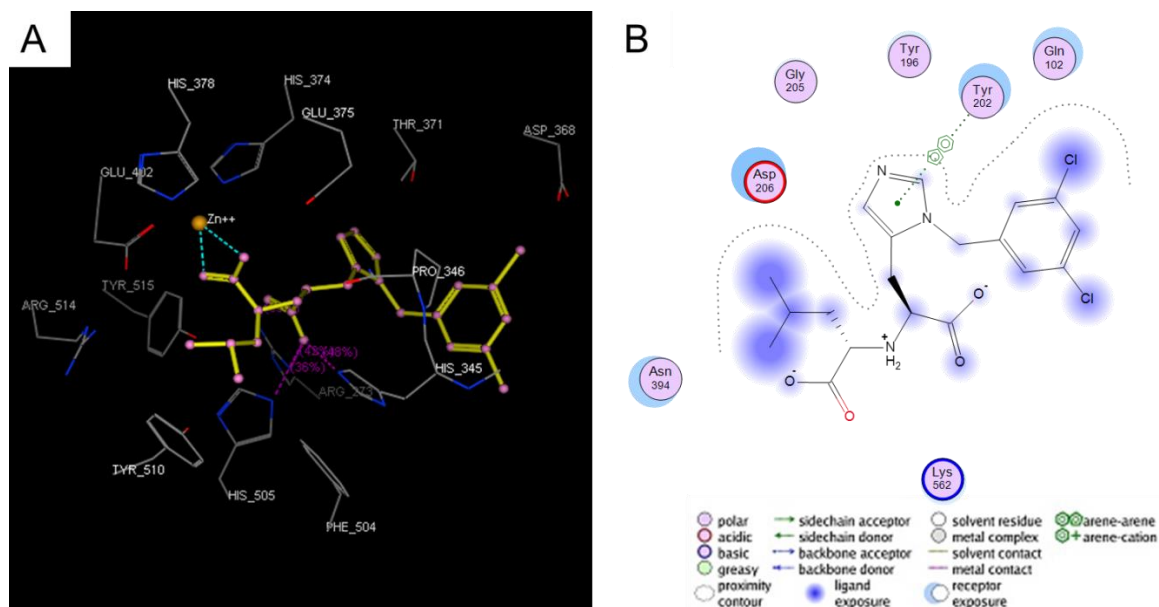 A
HIS_378
HIS_374
GLU_375
THR_371
ASP_368
GLU_402
Zn++
PRO_346
ARG_514
TYR_515
HIS_345
(36%)
ARG_273
TYR_510
HIS_505
PHE_504
B
Tyr
196
Gln
102
Gly
205
Tyr
202
Asp
206
Cl
N
N
Cl
O-
+
N
H2
O
O-
O
Asn
394
Lys
562
polar
acidic
basic
greasy
proximity
contour
sidechain acceptor
sidechain donor
backbone acceptor
backbone donor
ligand
exposure
solvent residue
metal complex
solvent contact
metal contact
receptor
exposure
arene-arene
arene-cation